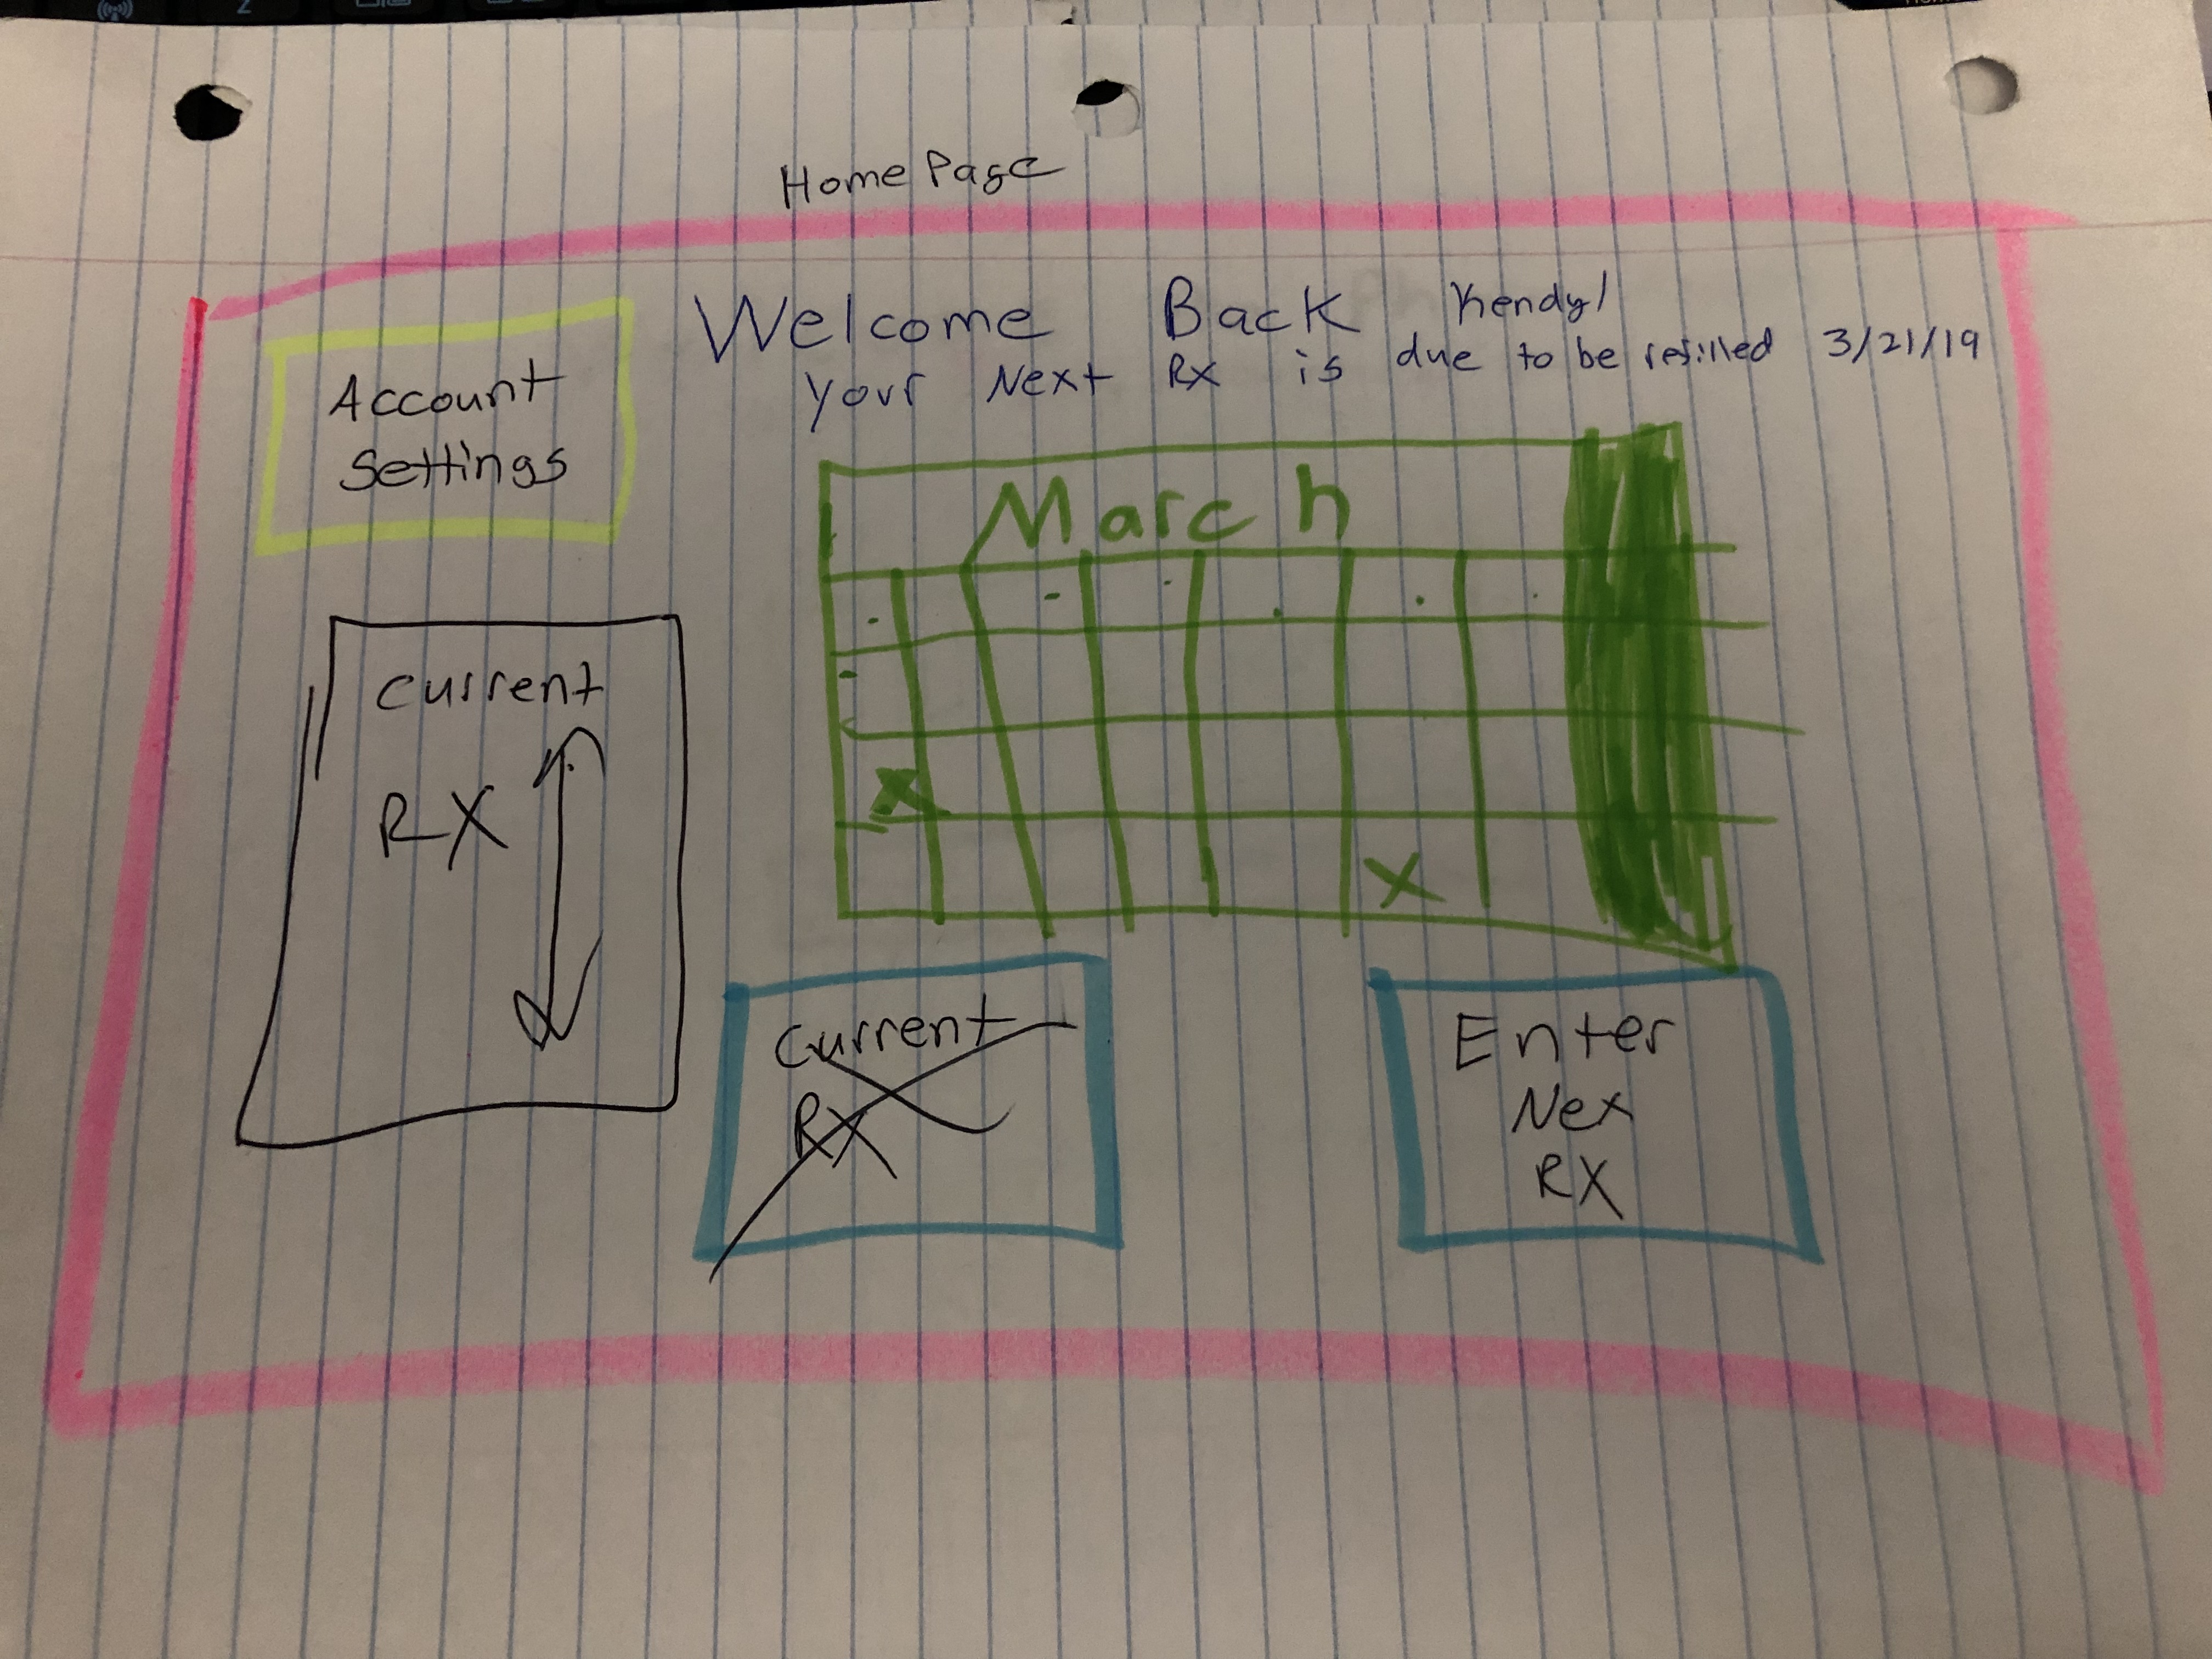 Home Page
Welcome Back Kendyl
Your Next Rx is due to be refilled 3/21/19
Account
Settings
March
Current
RX
X
X
Current
RX
Enter
Nex
RX